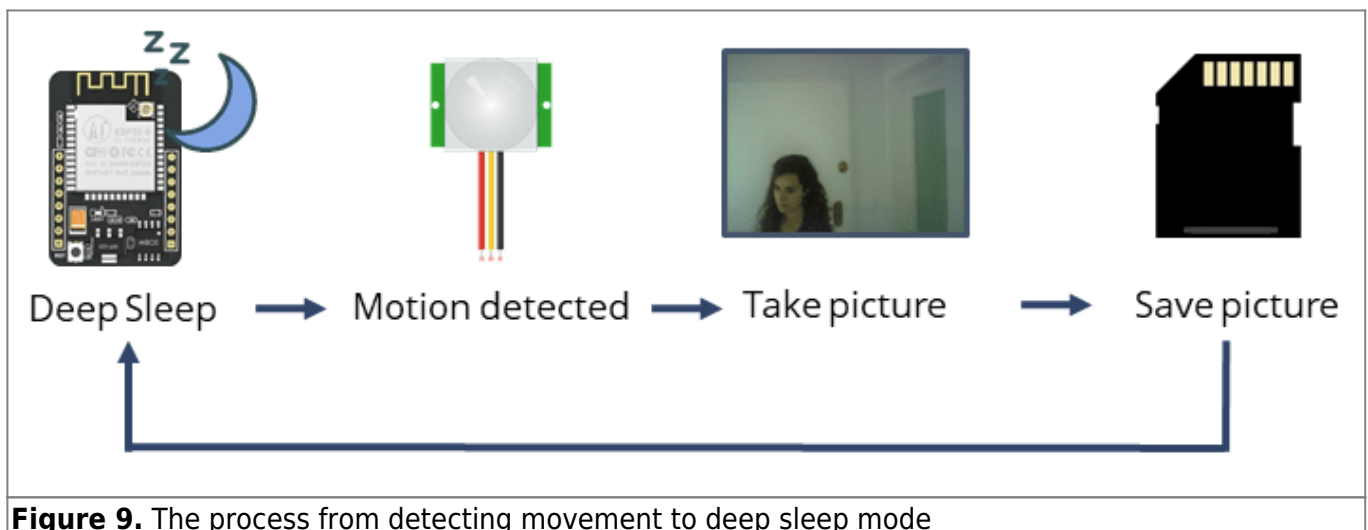 z z
z
Deep Sleep
Motion detected
Take picture
Save picture
Figure 9. The process from detecting movement to deep sleep mode